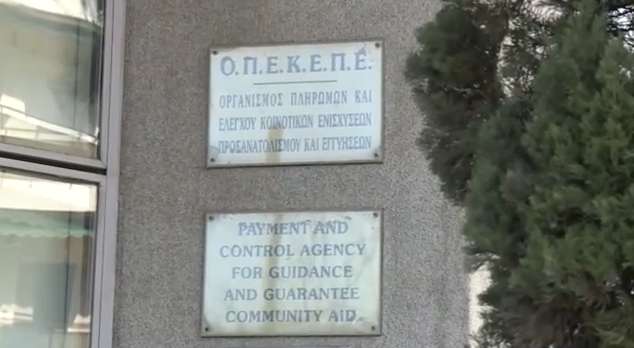 Ο.Π.Ε.Κ.Ε.Π.Ε.
ΟΡΓΑΝΙΣΜΟΣ ΠΛΗΡΩΜΩΝ ΚΑΙ
ΕΛΕΓΧΟΥ ΚΟΙΝΟΤΙΚΩΝ ΕΝΙΣΧΥΣΕΩΝ
ΠΡΟΣΑΝΑΤΟΛΙΣΜΟΥ ΚΑΙ ΕΓΓΥΗΣΕΩΝ
PAYMENT AND
CONTROL AGENCY
FOR GUIDANCE
AND GUARANTEE
COMMUNITY AID